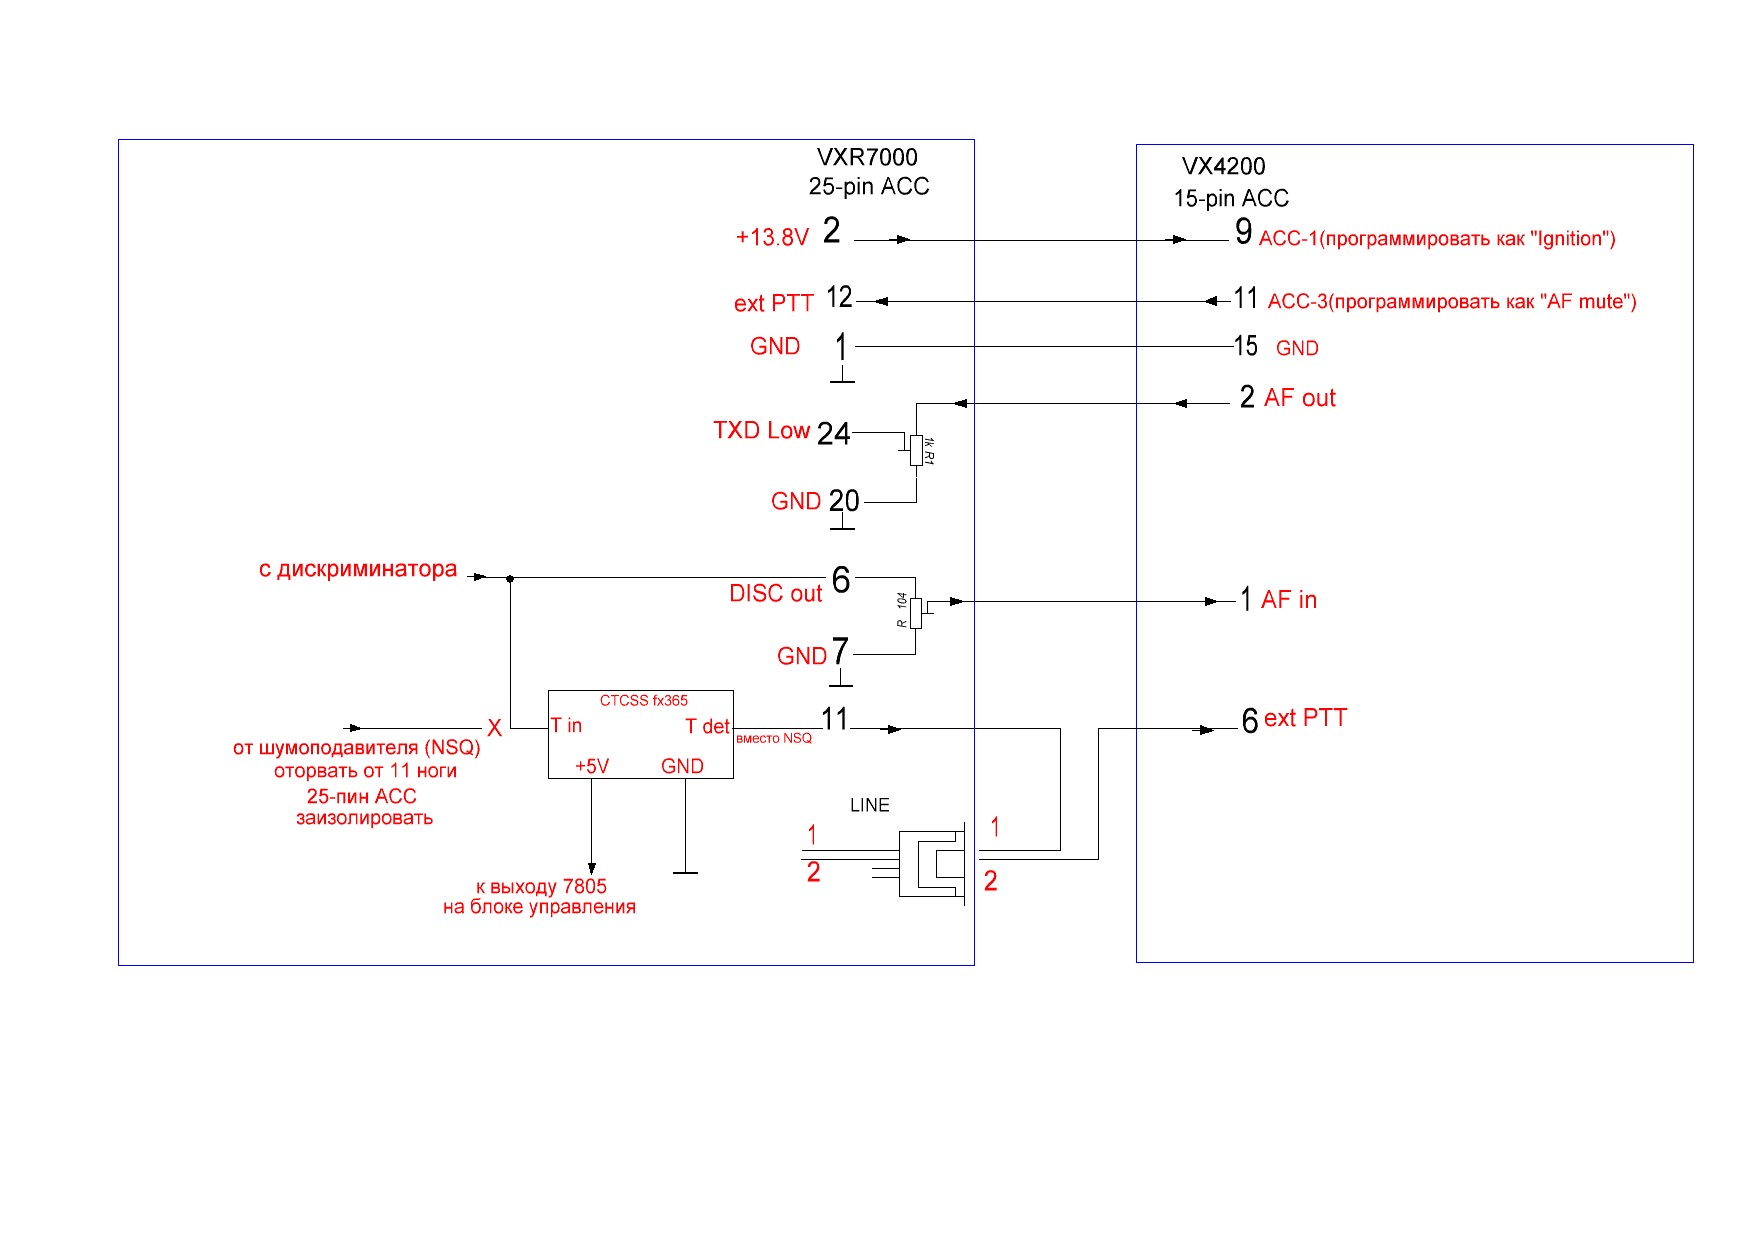 VXR7000
25-pin ACC
VX4200
15-pin ACC
+13.8V 2
9 ACC-1(программировать как "Ignition")
ext PTT 12
11 ACC-3(программировать как "AF mute")
GND 1
15 GND
2 AF out
TXD Low 24
1k R1
GND 20
с дискриминатора
6
DISC out
R 104
1 AF in
GND 7
CTCSS fx365
11
6 ext PTT
X
T in
T det
вместо NSQ
от шумоподавителя (NSQ)
оторвать от 11 ноги
25-пин ACC
заизолировать
+5V
GND
LINE
1
1
2
2
к выходу 7805
на блоке управления